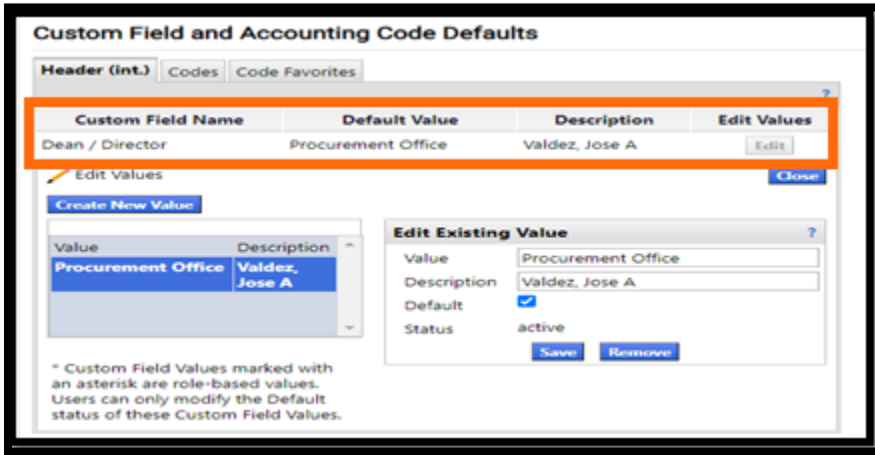 Custom Field and Accounting Code Defaults
Header (int.) Codes Code Favorites
?
Custom Field Name Default Value Description Edit Values
Dean / Director Procurement Office Valdez, Jose A Edit
Edit Values Close
Create New Value
Value Description
Procurement Office Valdez,
Jose A
* Custom Field Values marked with
an asterisk are role-based values.
Users can only modify the Default
status of these Custom Field Values.
Edit Existing Value ?
Value Procurement Office
Description Valdez, Jose A
Default
Status active
Save Remove